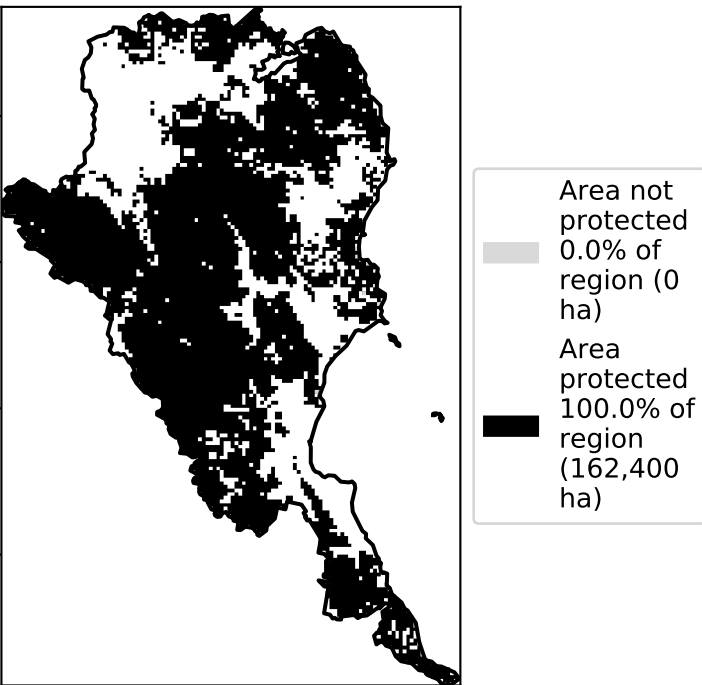 Area not
protected
0.0% of
region (0
ha)
Area
protected
100.0% of
region
(162,400
ha)